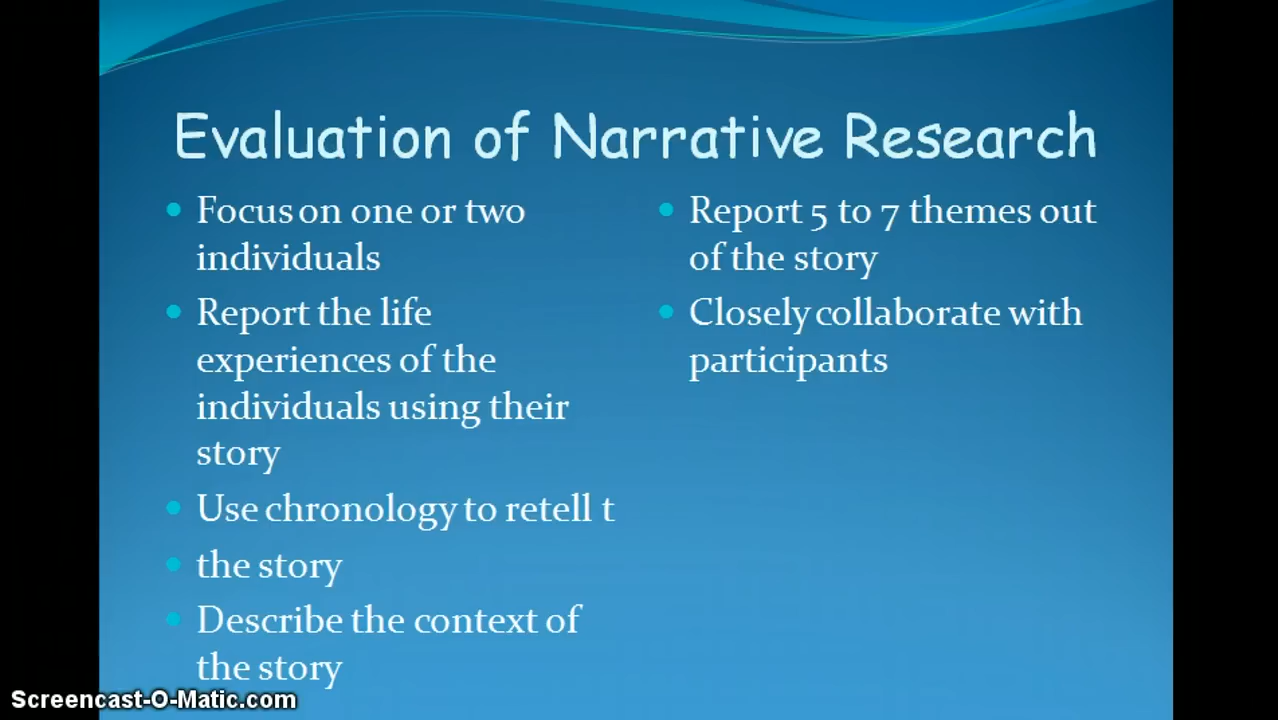 Evaluation of Narrative Research
Focus on one or two
individuals
Report the life
experiences of the
individuals using their
story
Use chronology to retell t
the story
Describe the context of
the story
Report 5 to 7 themes out
of the story
Closely collaborate with
participants
Screencast-O-Matic.com